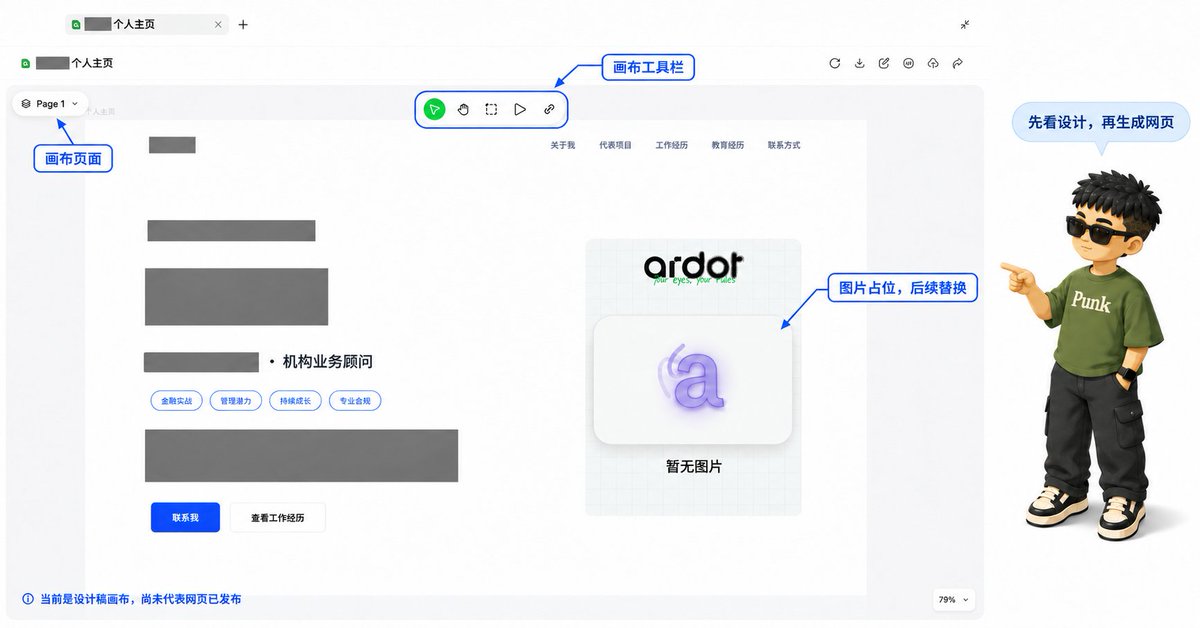 个人主页
个人主页
画布工具栏
Page 1
个人主页
画布页面
关于我
代表项目
工作经历
教育经历
联系方式
先看设计，再生成网页
ardot
your eyes, your rules
图片占位，后续替换
Punk
• 机构业务顾问
a
金融实战
管理潜力
持续成长
专业合规
暂无图片
联系我
查看工作经历
当前是设计稿画布，尚未代表网页已发布
79%